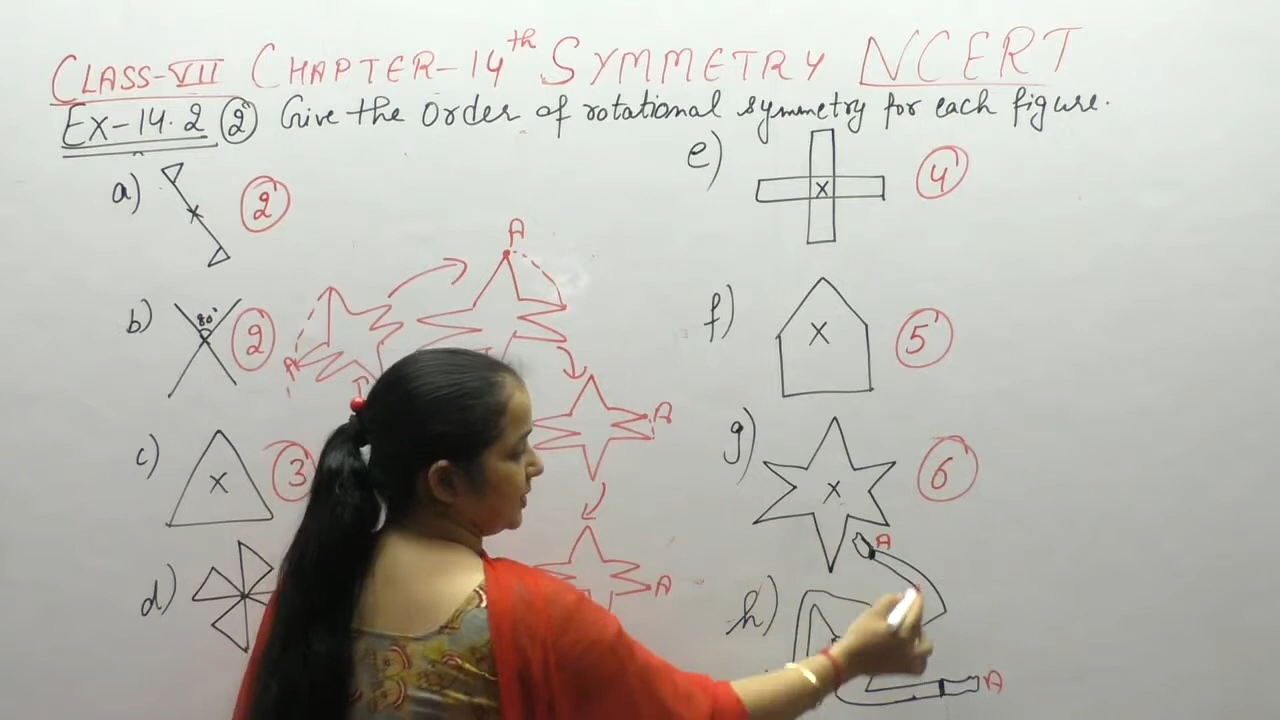 CLASS-VII CHAPTER-14th SYMMETRY NCERT
EX-14.2 (2) Give the Order of rotational symmetry for each figure.
a) 2
b) 80° 2
c) 3
d)
e) 4
f) 5
g) 6
h)
A
A
A
A
A
A